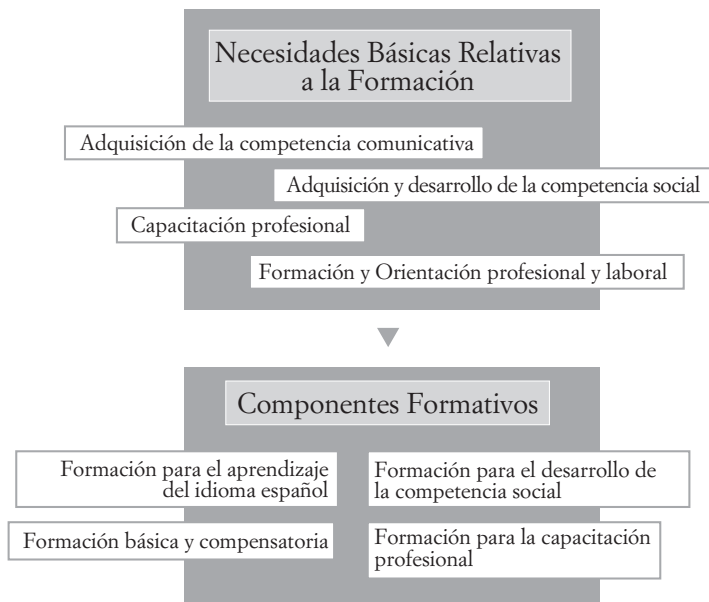 Necesidades Básicas Relativas
a la Formación
Adquisición de la competencia comunicativa
Adquisición y desarrollo de la competencia social
Capacitación profesional
Formación y Orientación profesional y laboral
Componentes Formativos
Formación para el aprendizaje
del idioma español
Formación para el desarrollo de
la competencia social
Formación básica y compensatoria
Formación para la capacitación
profesional